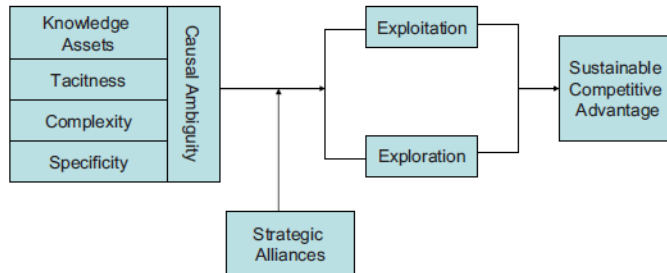 Knowledge
Assets
Tacitness
Complexity
Specificity
Causal Ambiguity
Exploitation
Exploration
Strategic
Alliances
Sustainable
Competitive
Advantage